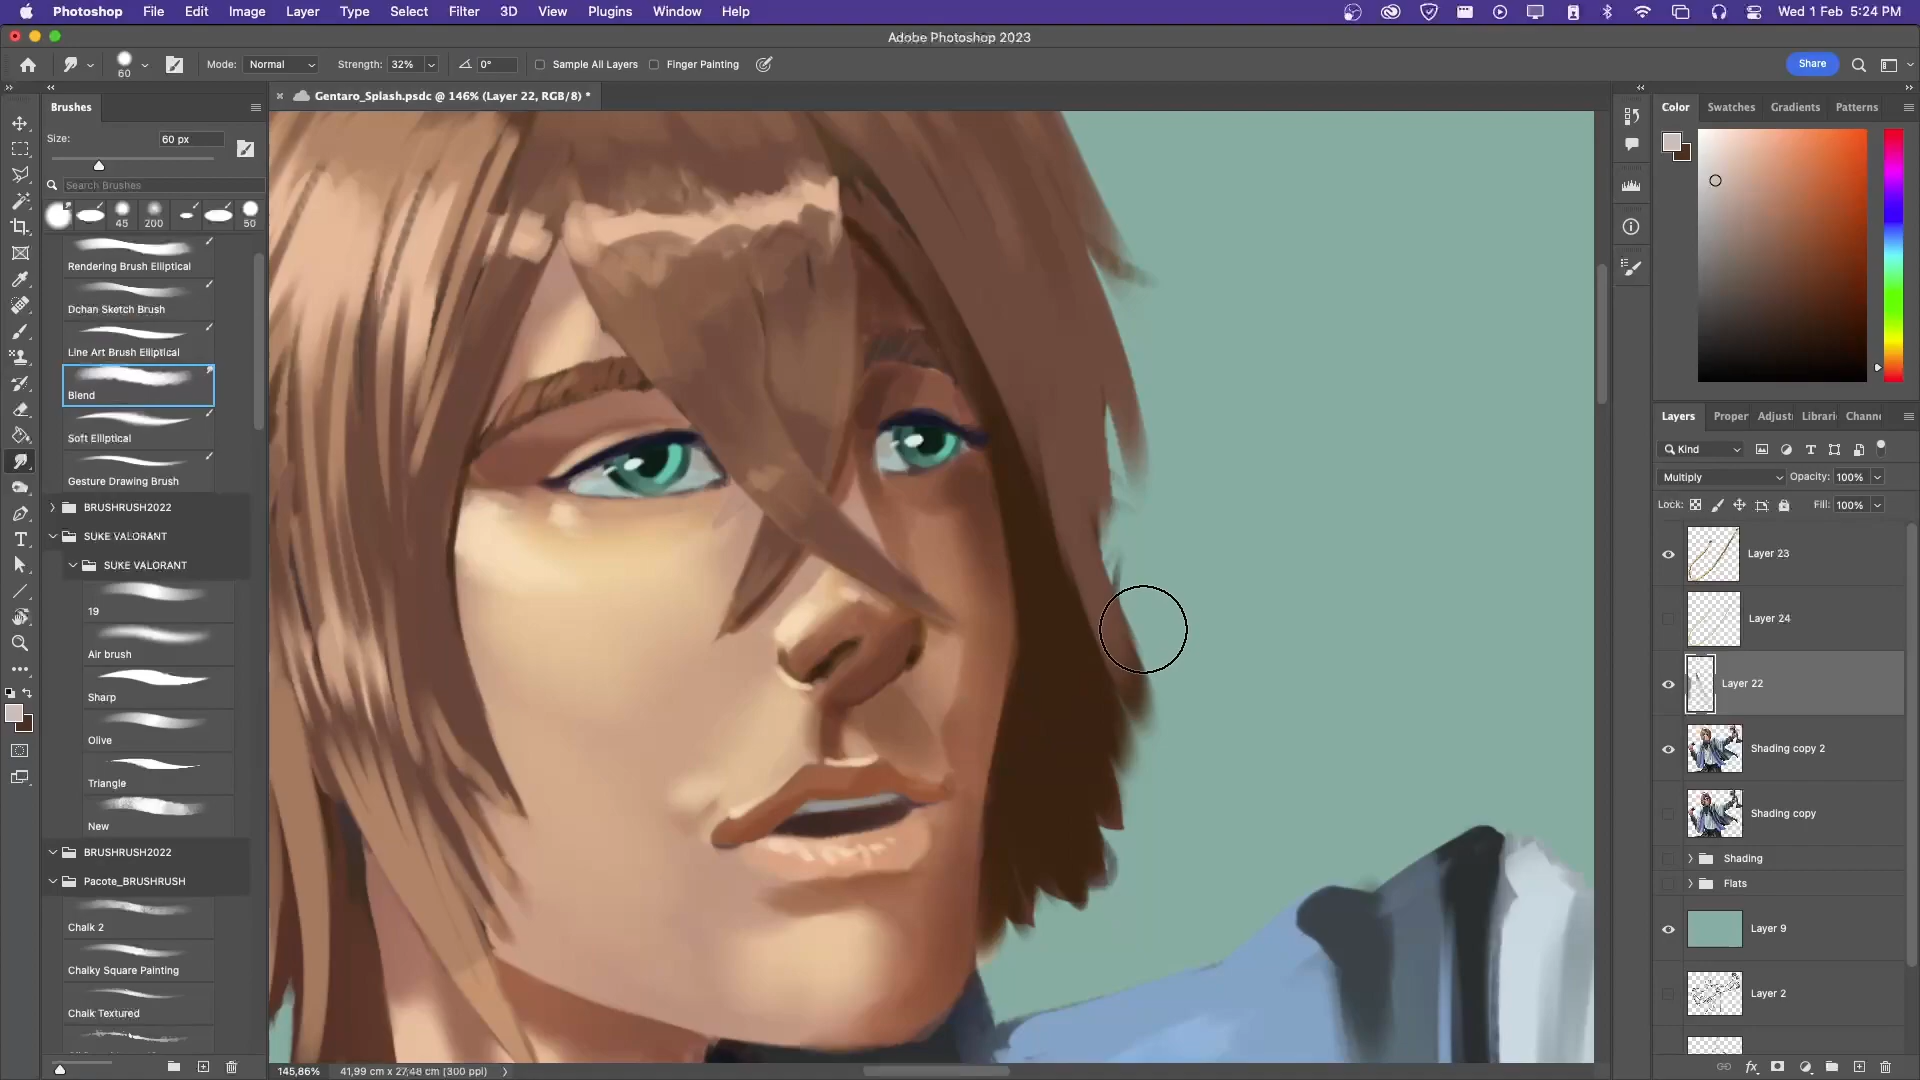 Photoshop File Edit Image Layer Type Select Filter 3D View Plugins Window Help Wed 1 Feb 5:24 PM
Adobe Photoshop 2023
60 Mode: Normal Strength: 32% 0° Sample All Layers Finger Painting Share
× Gentaro_Splash.psdc @ 146% (Layer 22, RGB/8) *
Brushes
Size: 60 px
Search Brushes
45 200 50
Rendering Brush Elliptical
Dchan Sketch Brush
Line Art Brush Elliptical
Blend
Soft Elliptical
Gesture Drawing Brush
BRUSHRUSH2022
SUKE VALORANT
SUKE VALORANT
19
Air brush
Sharp
Olive
Triangle
New
BRUSHRUSH2022
Pacote_BRUSHRUSH
Chalk 2
Chalky Square Painting
Chalk Textured
145,86% 41,99 cm x 27,48 cm (300 ppi)
Color Swatches Gradients Patterns
Layers Proper Adjust Librari Chann
Kind
Multiply Opacity: 100%
Lock: Fill: 100%
Layer 23
Layer 24
Layer 22
Shading copy 2
Shading copy
Shading
Flats
Layer 9
Layer 2